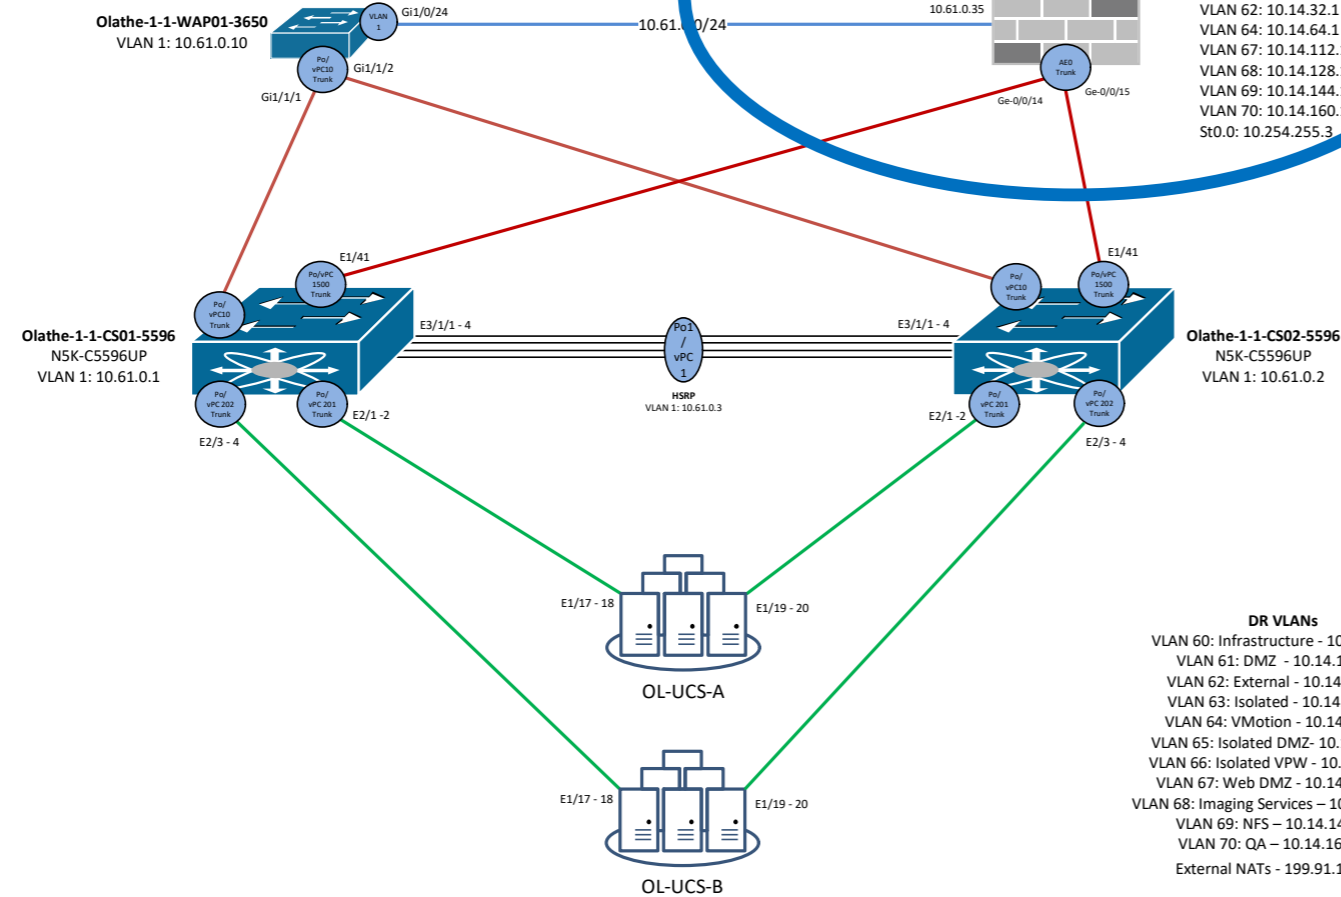 Olathe-1-1-WAP01-3650
VLAN 1: 10.61.0.10
VLAN
1
Gi1/0/24
10.61.0.0/24
10.61.0.35
Po/
vPC10
Trunk
Gi1/1/2
Gi1/1/1
AE0
Trunk
Ge-0/0/14
Ge-0/0/15
VLAN 62: 10.14.32.1
VLAN 64: 10.14.64.1
VLAN 67: 10.14.112.
VLAN 68: 10.14.128.
VLAN 69: 10.14.144.
VLAN 70: 10.14.160.
St0.0: 10.254.255.3
E1/41
Po/vPC
1500
Trunk
Po/
vPC10
Trunk
Olathe-1-1-CS01-5596
N5K-C5596UP
VLAN 1: 10.61.0.1
E3/1/1 - 4
Po/
vPC 202
Trunk
Po/
vPC 201
Trunk
E2/1 -2
E2/3 - 4
Po1
/
vPC
1
HSRP
VLAN 1: 10.61.0.3
E1/41
Po/
vPC10
Trunk
Po/vPC
1500
Trunk
E3/1/1 - 4
Olathe-1-1-CS02-5596
N5K-C5596UP
VLAN 1: 10.61.0.2
E2/1 -2
Po/
vPC 201
Trunk
Po/
vPC 202
Trunk
E2/3 - 4
E1/17 - 18
E1/19 - 20
OL-UCS-A
E1/17 - 18
E1/19 - 20
OL-UCS-B
DR VLANs
VLAN 60: Infrastructure - 10
VLAN 61: DMZ - 10.14.1
VLAN 62: External - 10.14
VLAN 63: Isolated - 10.14
VLAN 64: VMotion - 10.14
VLAN 65: Isolated DMZ- 10.
VLAN 66: Isolated VPW - 10.
VLAN 67: Web DMZ - 10.14
VLAN 68: Imaging Services – 10
VLAN 69: NFS – 10.14.14
VLAN 70: QA – 10.14.16
External NATs - 199.91.1